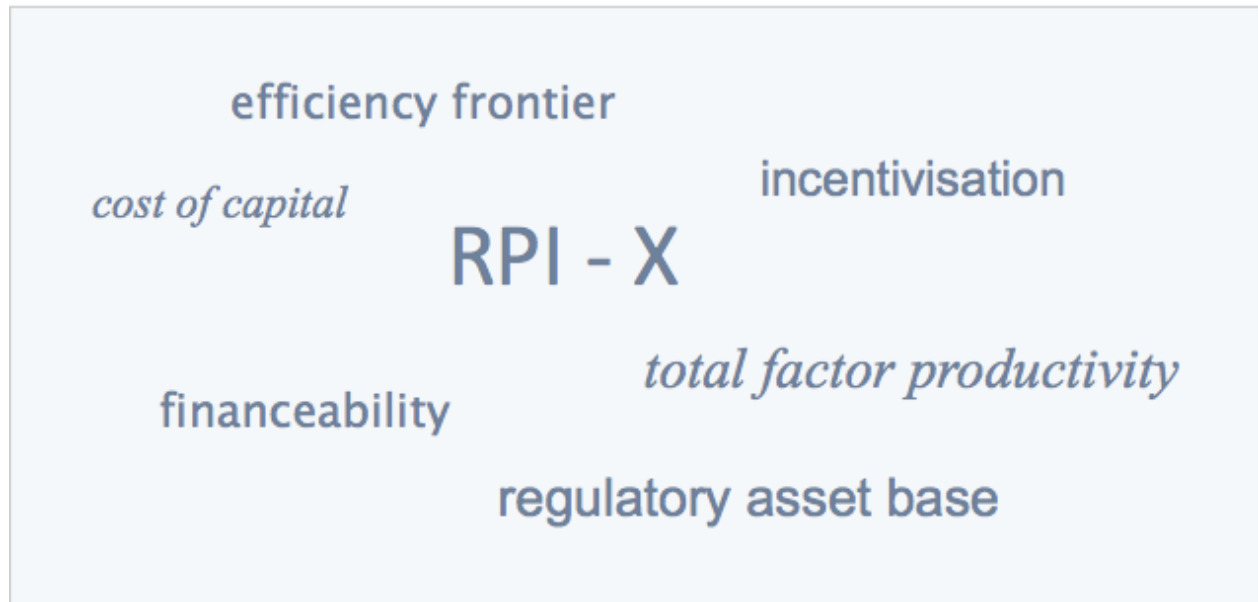 efficiency frontier
incentivisation
cost of capital
RPI - X
total factor productivity
financeability
regulatory asset base